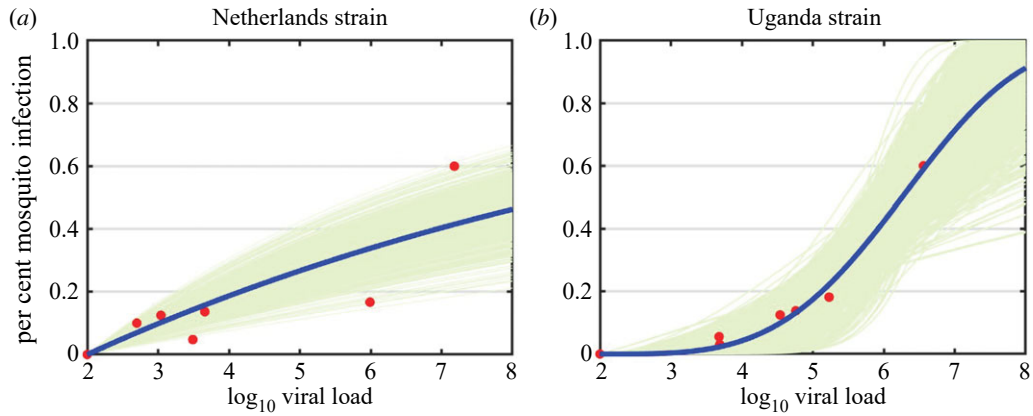 (a) Netherlands strain
(b) Uganda strain
per cent mosquito infection
1.0
0.8
0.6
0.4
0.2
0
2 3 4 5 6 7 8
log10 viral load
1.0
0.8
0.6
0.4
0.2
0
2 3 4 5 6 7 8
log10 viral load